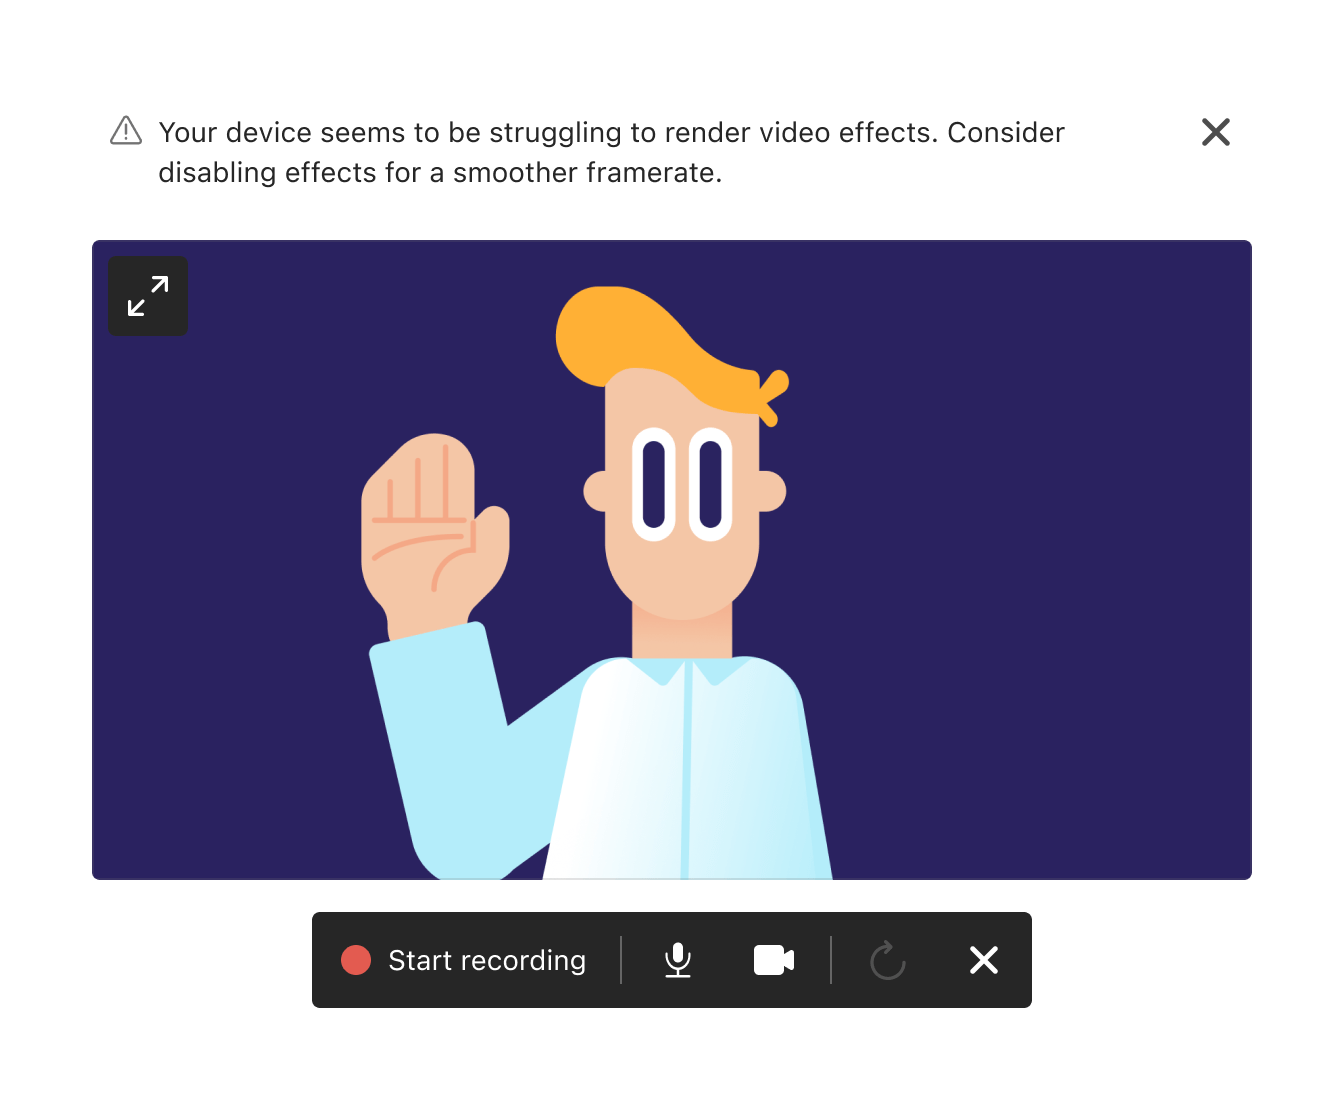 Your device seems to be struggling to render video effects. Consider
disabling effects for a smoother framerate.
Start recording